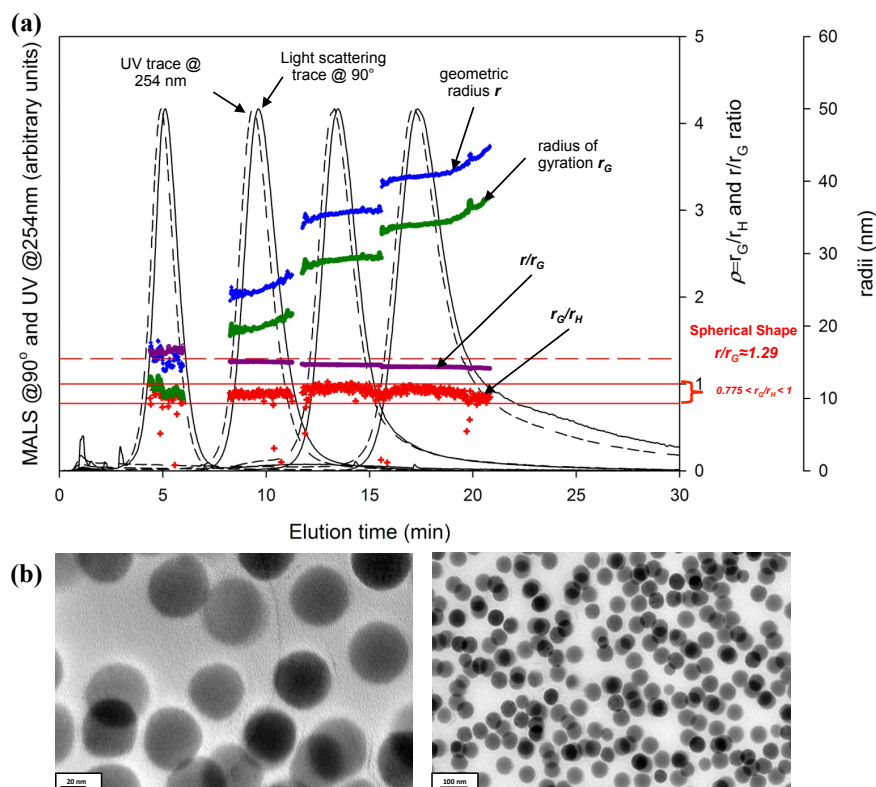 (a)
MALS @90° and UV @254nm (arbitrary units)
UV trace @
254 nm
Light scattering
trace @ 90°
geometric
radius r
radius of
gyration rG
r/rG
rG/rH
5
4
3
2
1
0
ρ=rG/rH and r/rG ratio
60
50
40
30
20
10
0
radii (nm)
Spherical Shape
r/rG≈1.29
0.775 < rG/rH < 1
0
5
10
15
20
25
30
Elution time (min)
(b)
20 nm
100 nm